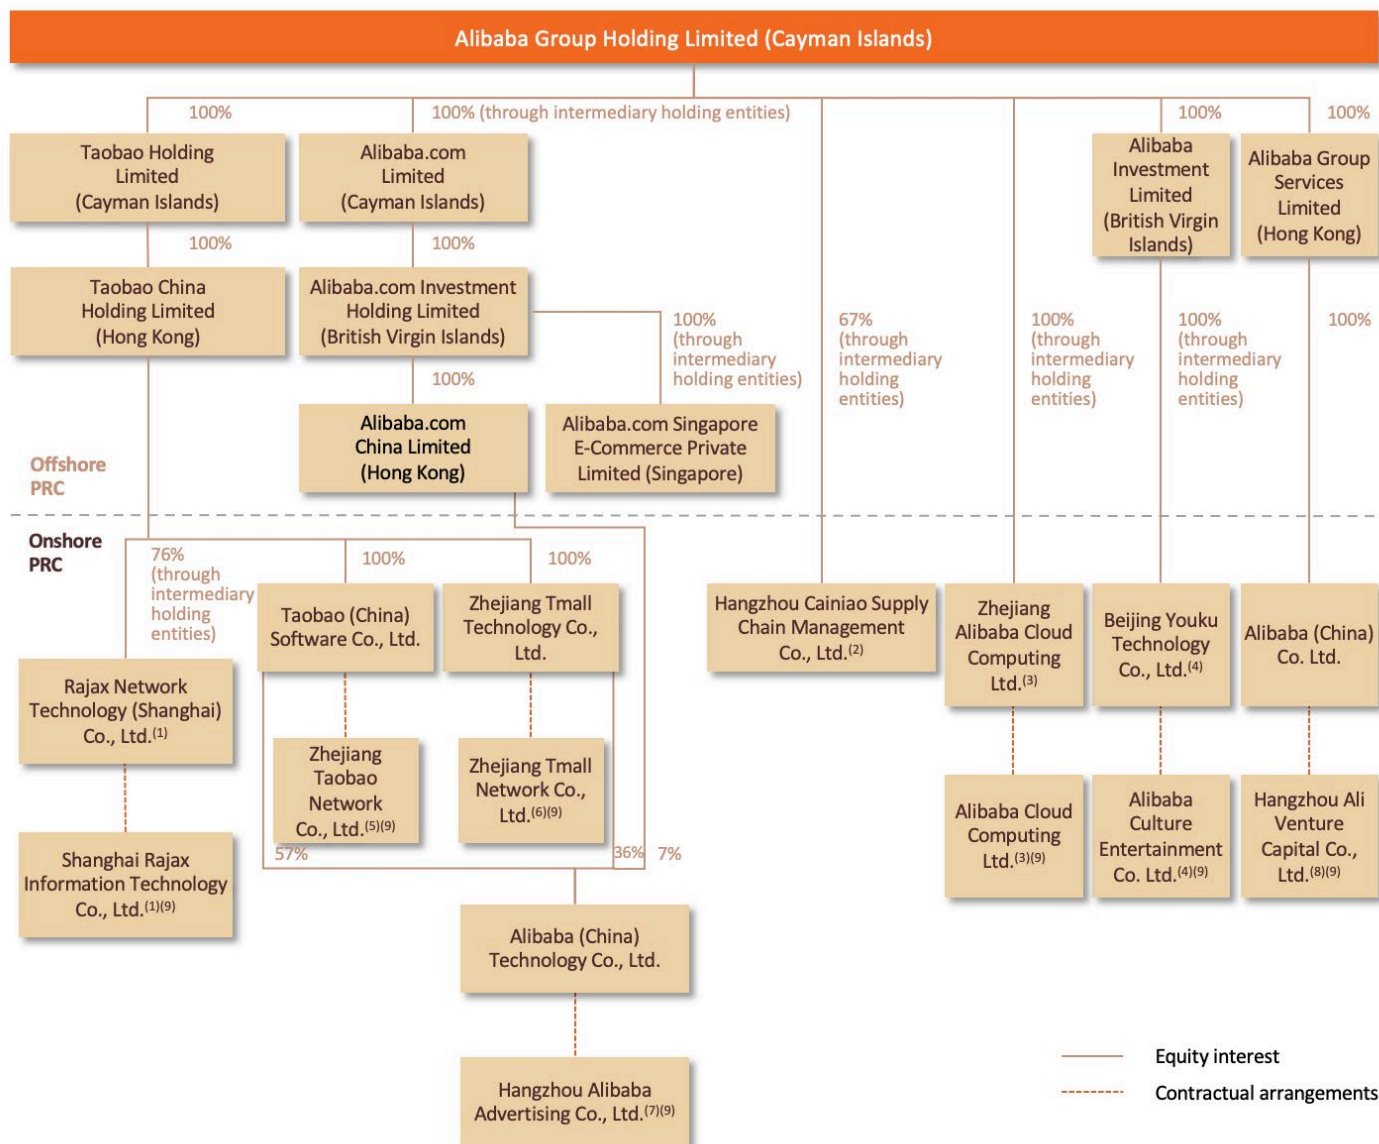 Alibaba Group Holding Limited (Cayman Islands)
100%
100% (through intermediary holding entities)
100%
100%
Taobao Holding
Limited
(Cayman Islands)
Alibaba.com
Limited
(Cayman Islands)
Alibaba
Investment
Limited
(British Virgin
Islands)
Alibaba Group
Services
Limited
(Hong Kong)
100%
100%
Taobao China
Holding Limited
(Hong Kong)
Alibaba.com Investment
Holding Limited
(British Virgin Islands)
100%
(through
intermediary
holding entities)
67%
(through
intermediary
holding
entities)
100%
(through
intermediary
holding
entities)
100%
(through
intermediary
holding
entities)
100%
100%
Alibaba.com
China Limited
(Hong Kong)
Alibaba.com Singapore
E-Commerce Private
Limited (Singapore)
Offshore
PRC
Onshore
PRC
76%
(through
intermediary
holding
entities)
100%
100%
Taobao (China)
Software Co., Ltd.
Zhejiang Tmall
Technology Co.,
Ltd.
Hangzhou Cainiao Supply
Chain Management
Co., Ltd.(2)
Zhejiang
Alibaba Cloud
Computing
Ltd.(3)
Beijing Youku
Technology
Co., Ltd.(4)
Alibaba (China)
Co. Ltd.
Rajax Network
Technology (Shanghai)
Co., Ltd.(1)
Zhejiang
Taobao
Network
Co., Ltd.(5)(9)
Zhejiang Tmall
Network Co.,
Ltd.(6)(9)
Alibaba Cloud
Computing
Ltd.(3)(9)
Alibaba
Culture
Entertainment
Co. Ltd.(4)(9)
Hangzhou Ali
Venture
Capital Co.,
Ltd.(8)(9)
57%
36%
7%
Shanghai Rajax
Information Technology
Co., Ltd.(1)(9)
Alibaba (China)
Technology Co., Ltd.
Hangzhou Alibaba
Advertising Co., Ltd.(7)(9)
Equity interest
Contractual arrangements